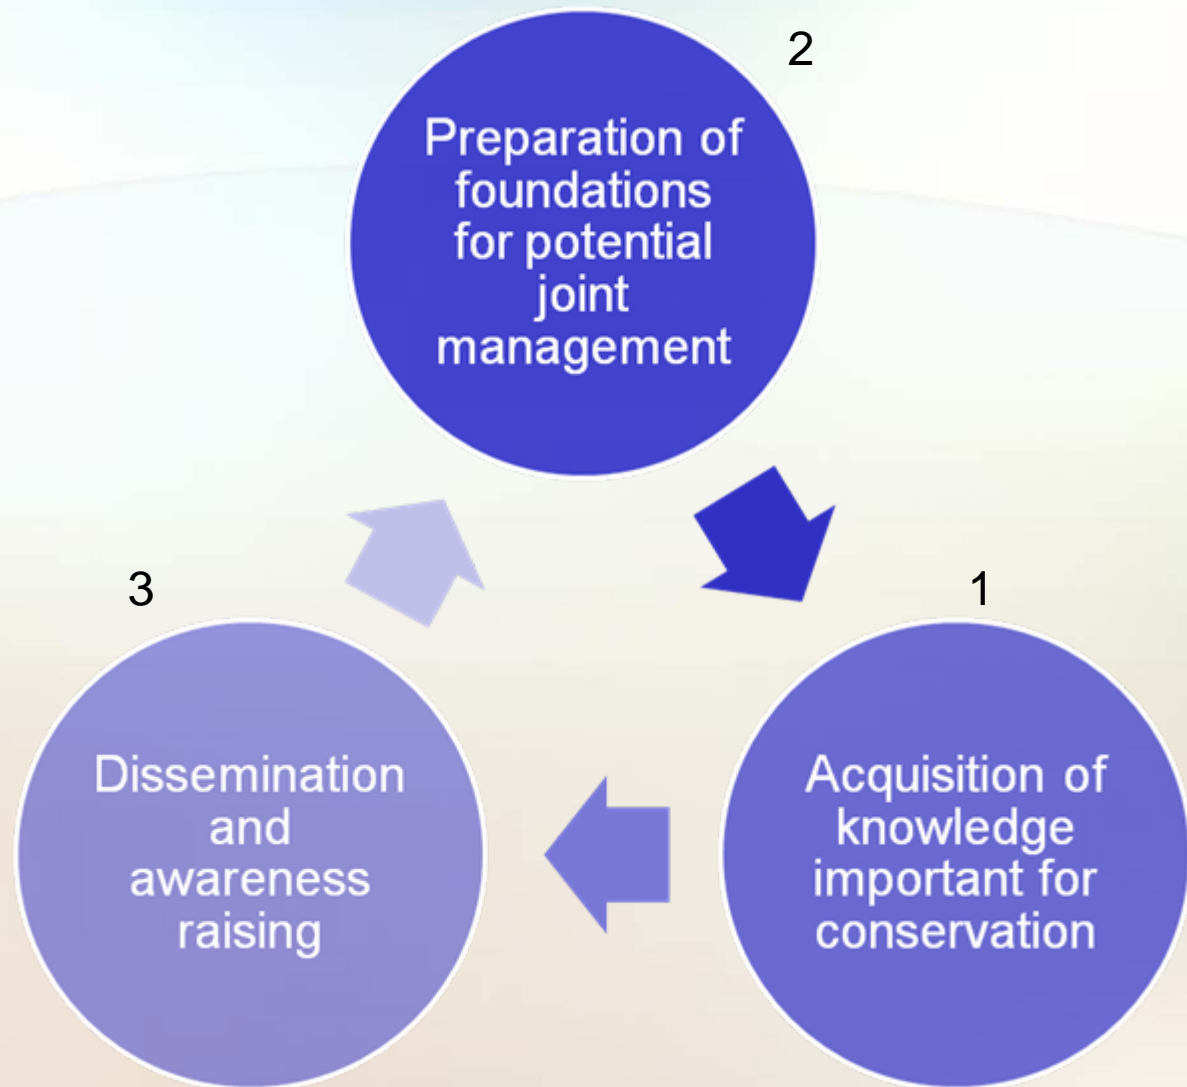 2
Preparation of
foundations
for potential
joint
management
3
Dissemination
and
awareness
raising
1
Acquisition of
knowledge
important for
conservation